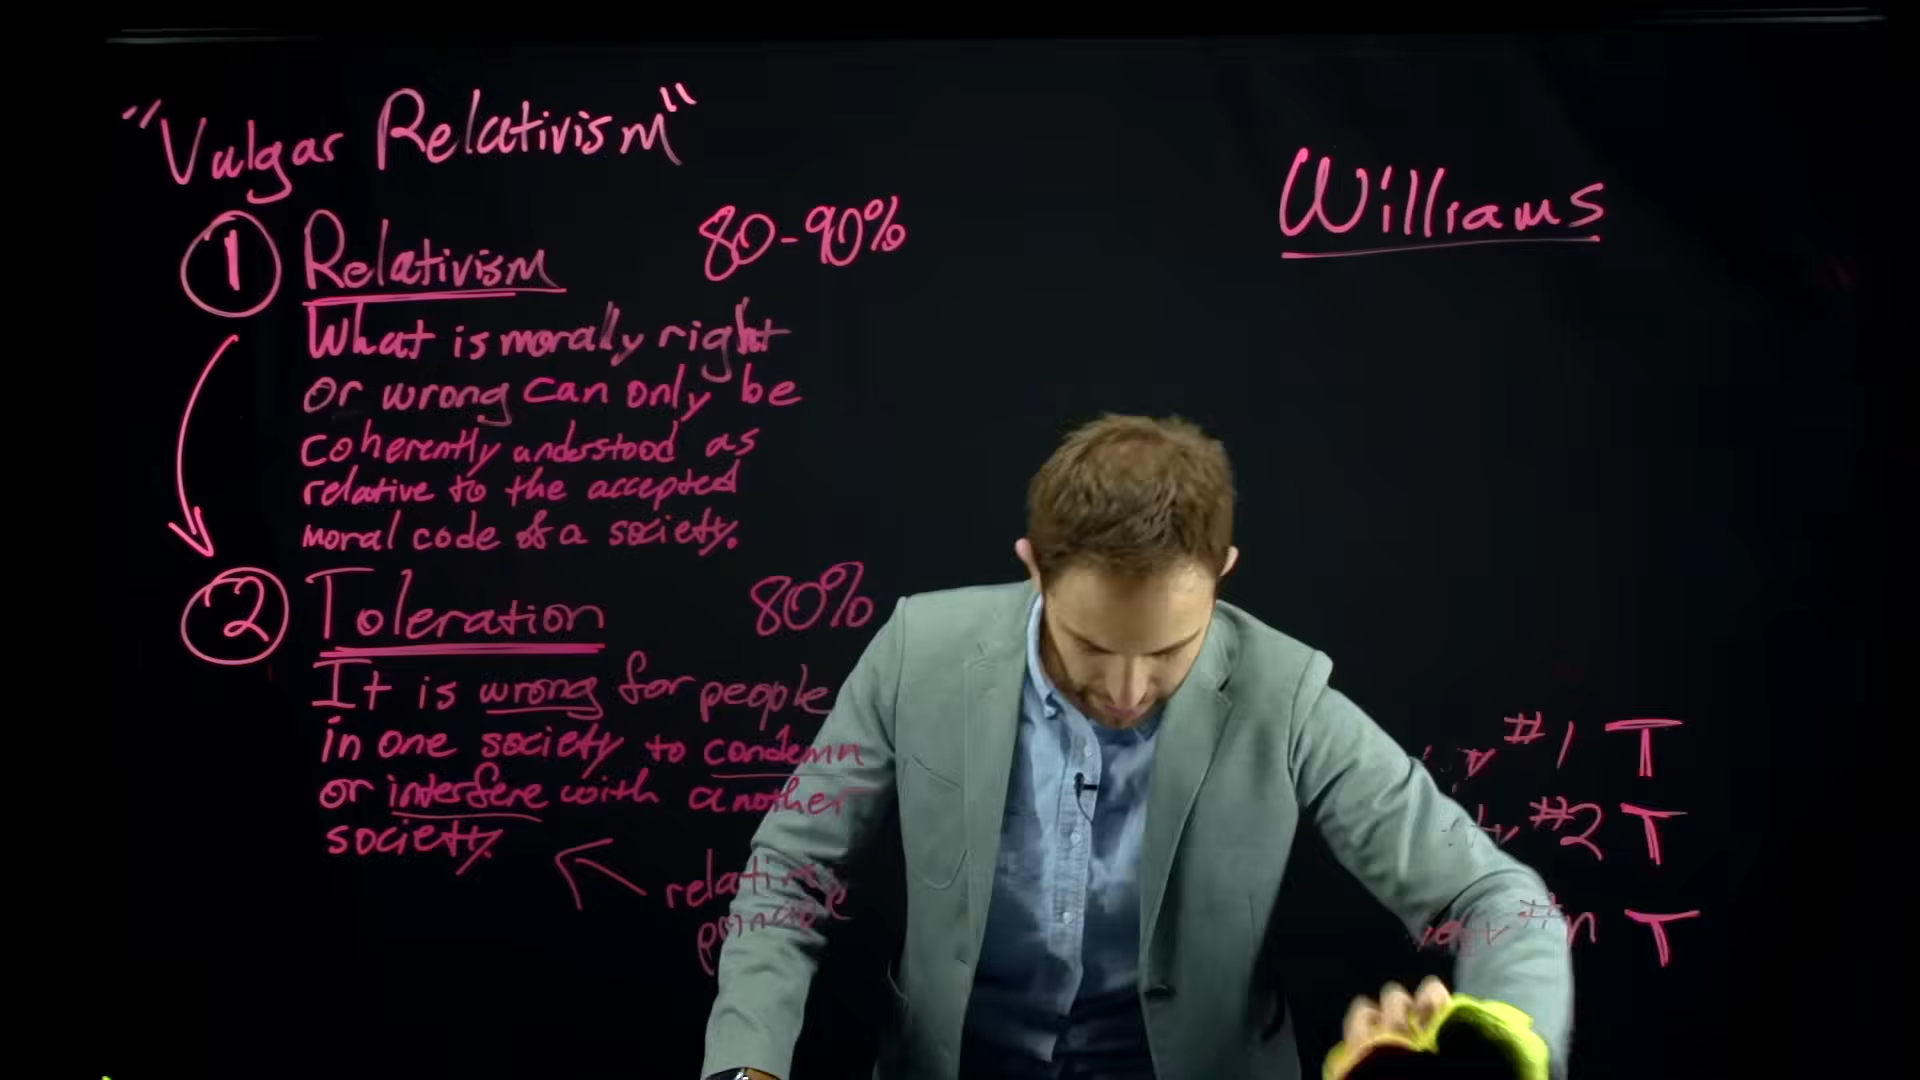 "Vulgar Relativism"
Williams
1 Relativism 80-90%
What is morally right
or wrong can only be
coherently understood as
relative to the accepted
moral code of a society.
2 Toleration 80%
It is wrong for people
in one society to condemn
or interfere with another
society.
principle
#1 T
#2 T
#n T